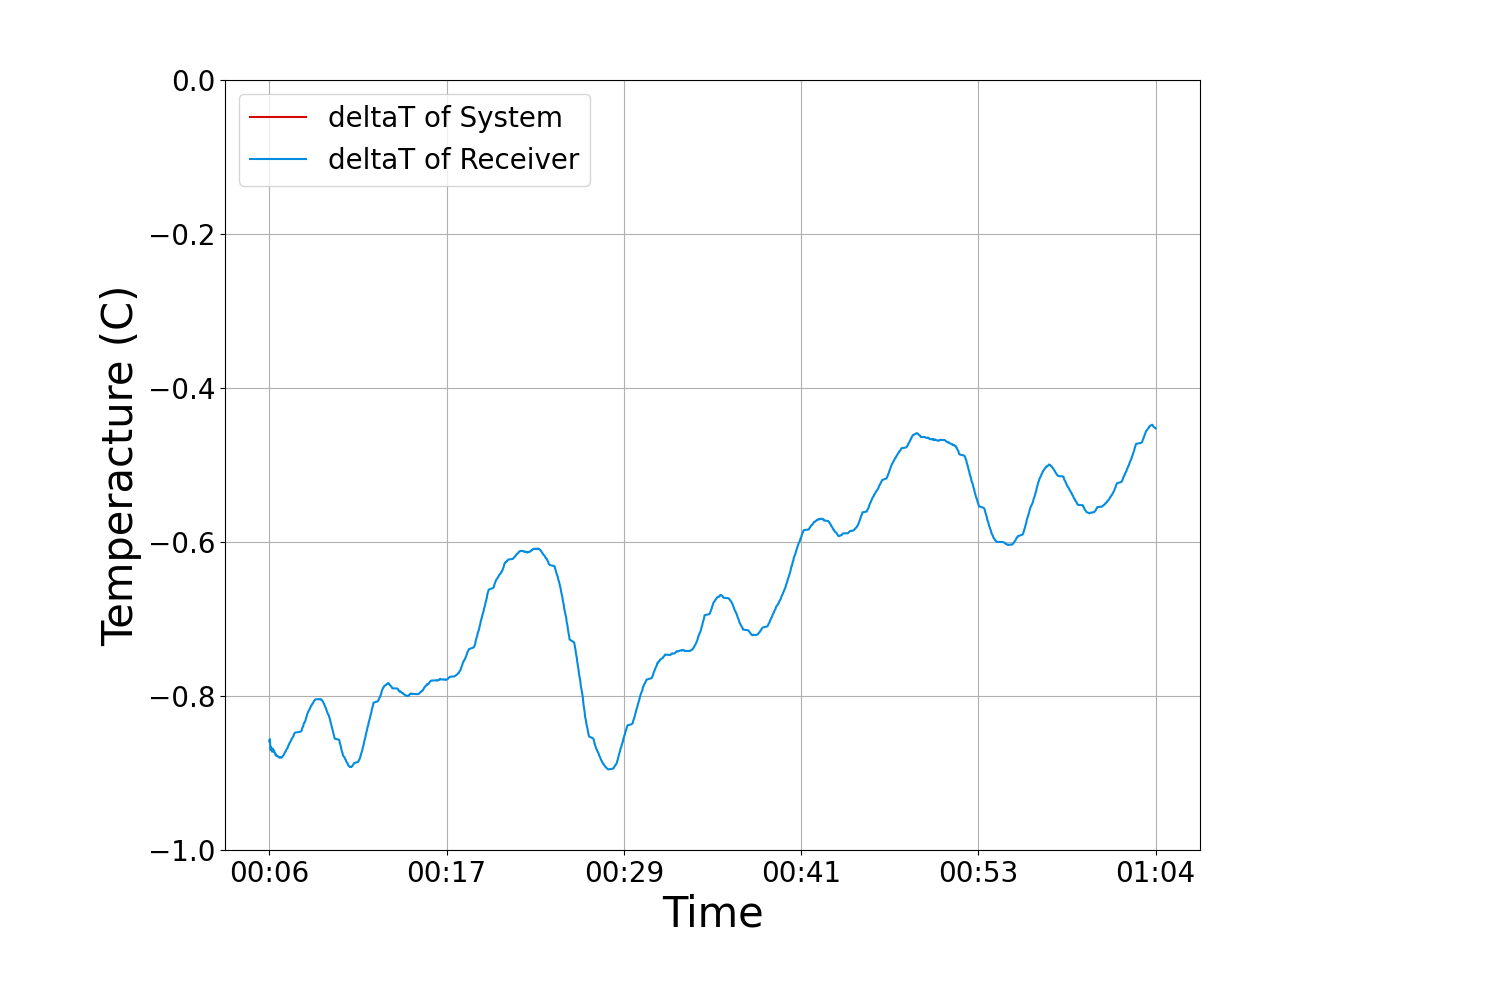 deltaT of System
deltaT of Receiver
0.0
−0.2
−0.4
−0.6
−0.8
−1.0
Temperacture (C)
00:06 00:17 00:29 00:41 00:53 01:04
Time